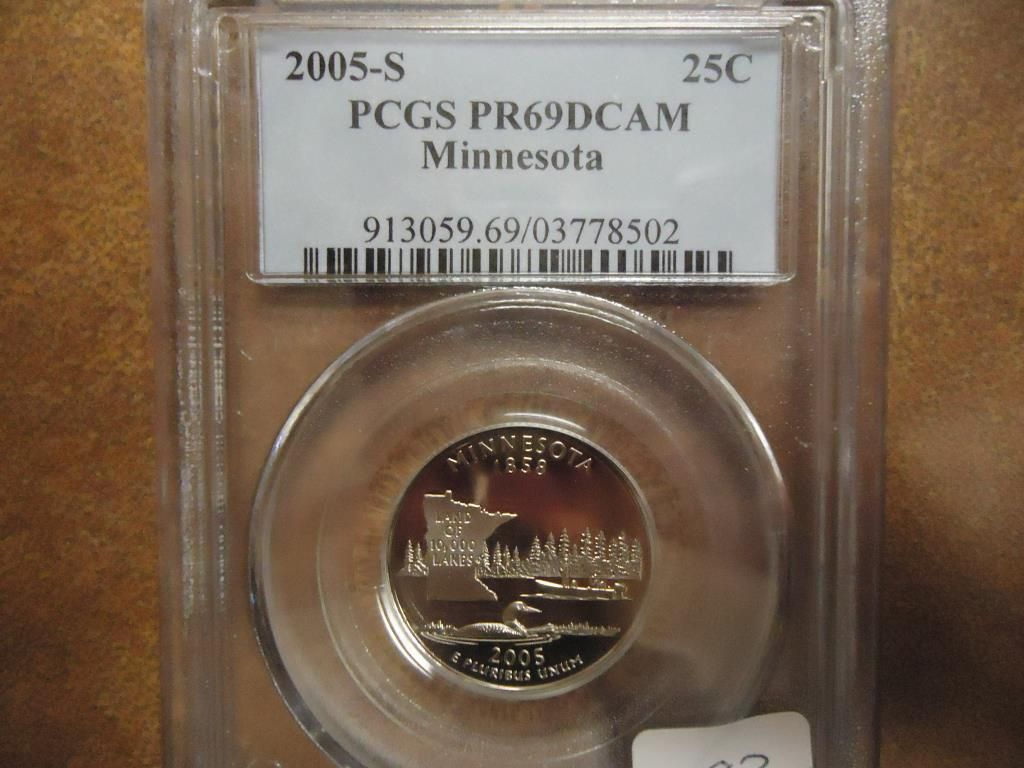 2005-S 25C
PCGS PR69DCAM
Minnesota
913059.69/03778502
MINNESOTA
1858
LAND
OF
10,000
LAKES
2005
E PLURIBUS UNUM